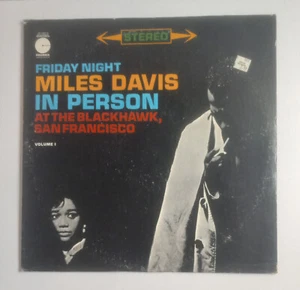 STEREO
FRIDAY NIGHT
MILES DAVIS
IN PERSON
AT THE BLACKHAWK,
SAN FRANCISCO
VOLUME I